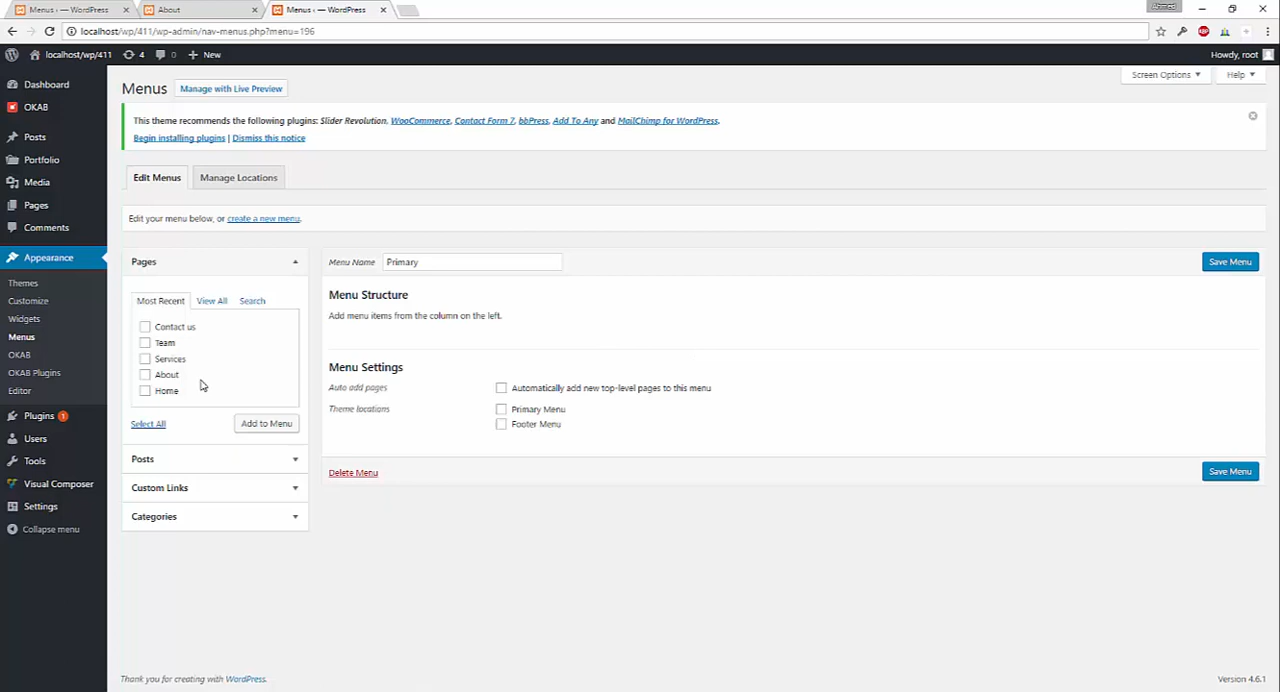 Menus ‹ — WordPress
About
Menus ‹ — WordPress
Ahmed
localhost/wp/411/wp-admin/nav-menus.php?menu=196
ABP
localhost/wp/411
4
0
New
Howdy, root
Dashboard
OKAB
Posts
Portfolio
Media
Pages
Comments
Appearance
Themes
Customize
Widgets
Menus
OKAB
OKAB Plugins
Editor
Plugins 1
Users
Tools
Visual Composer
Settings
Collapse menu
Screen Options
Help
Menus
Manage with Live Preview
This theme recommends the following plugins: Slider Revolution, WooCommerce, Contact Form 7, bbPress, Add To Any and MailChimp for WordPress.
Begin installing plugins | Dismiss this notice
Edit Menus
Manage Locations
Edit your menu below, or create a new menu.
Pages
Most Recent
View All
Search
Contact us
Team
Services
About
Home
Select All
Add to Menu
Posts
Custom Links
Categories
Menu Name
Primary
Save Menu
Menu Structure
Add menu items from the column on the left.
Menu Settings
Auto add pages
Automatically add new top-level pages to this menu
Theme locations
Primary Menu
Footer Menu
Delete Menu
Save Menu
Thank you for creating with WordPress.
Version 4.6.1